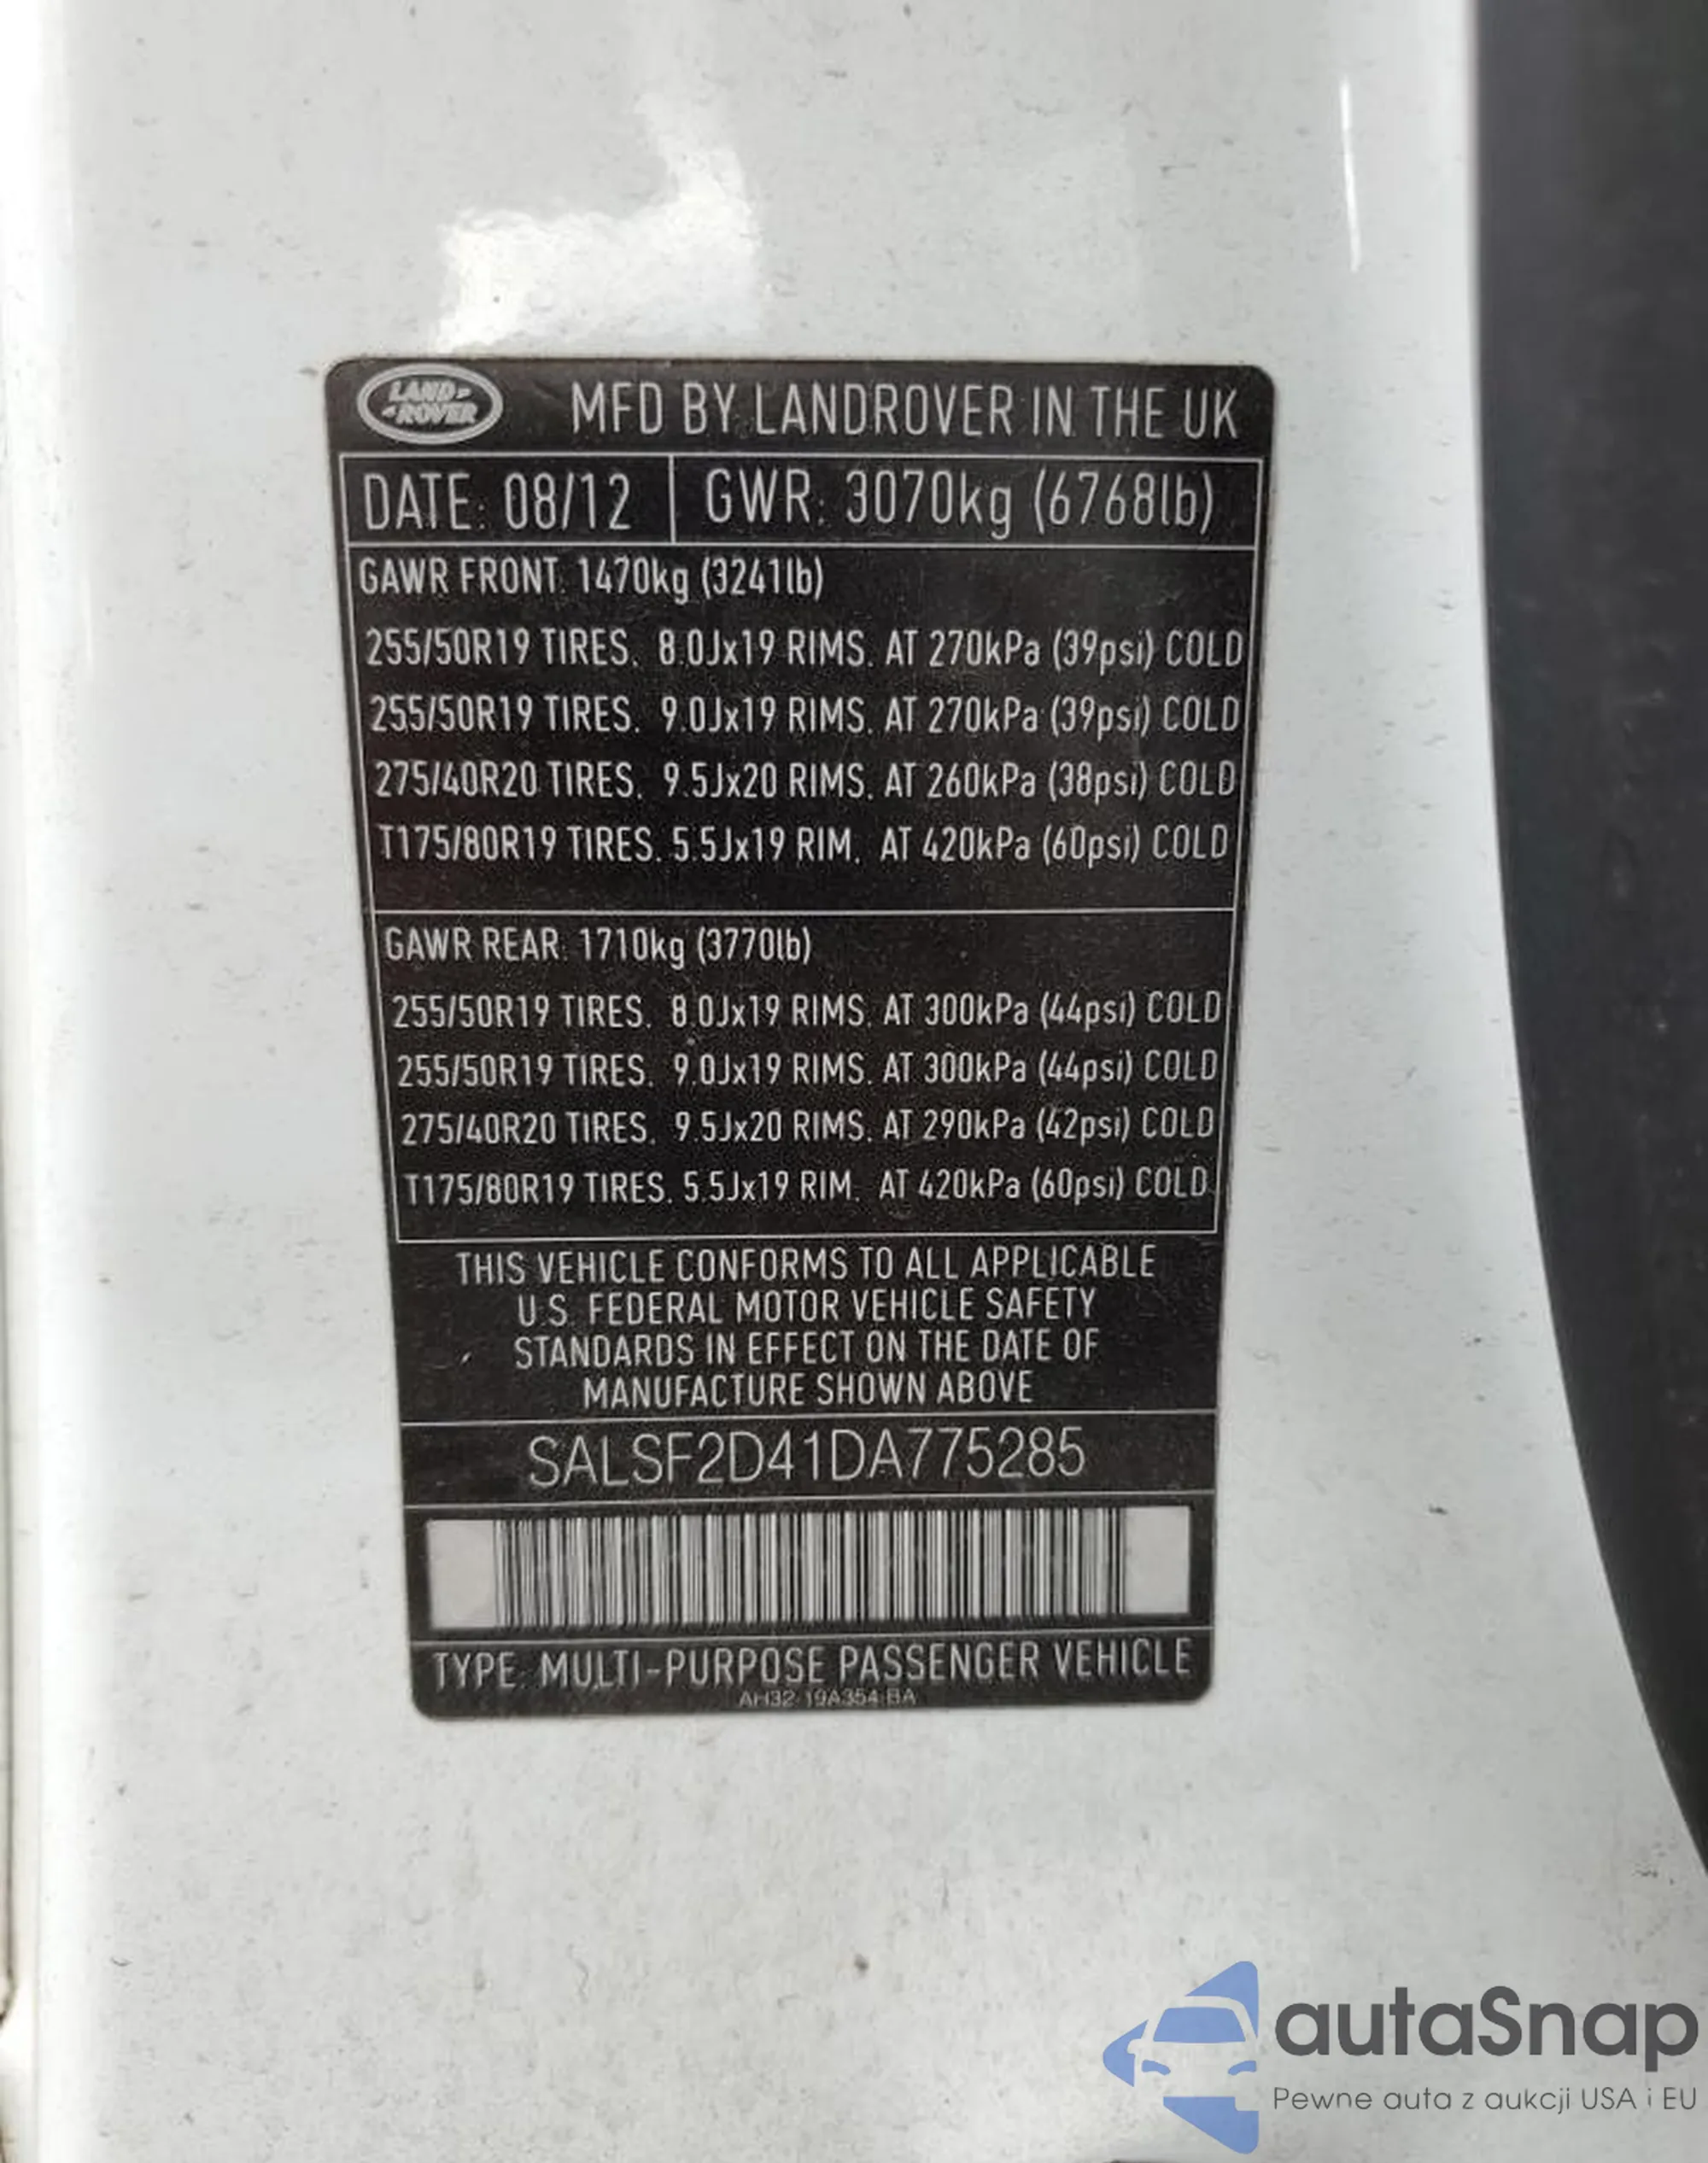 LAND ROVER
MFD BY LANDROVER IN THE UK
DATE: 08/12 GWR: 3070kg (6768lb)
GAWR FRONT: 1470kg (3241lb)
255/50R19 TIRES. 8.0Jx19 RIMS. AT 270kPa (39psi) COLD
255/50R19 TIRES. 9.0Jx19 RIMS. AT 270kPa (39psi) COLD
275/40R20 TIRES. 9.5Jx20 RIMS. AT 260kPa (38psi) COLD
T175/80R19 TIRES. 5.5Jx19 RIM. AT 420kPa (60psi) COLD
GAWR REAR: 1710kg (3770lb)
255/50R19 TIRES. 8.0Jx19 RIMS. AT 300kPa (44psi) COLD
255/50R19 TIRES. 9.0Jx19 RIMS. AT 300kPa (44psi) COLD
275/40R20 TIRES. 9.5Jx20 RIMS. AT 290kPa (42psi) COLD
T175/80R19 TIRES. 5.5Jx19 RIM. AT 420kPa (60psi) COLD
THIS VEHICLE CONFORMS TO ALL APPLICABLE
U.S. FEDERAL MOTOR VEHICLE SAFETY
STANDARDS IN EFFECT ON THE DATE OF
MANUFACTURE SHOWN ABOVE
SALSF2D41DA775285
TYPE: MULTI-PURPOSE PASSENGER VEHICLE
AH32-19A354-BA
autaSnap
Pewne auta z aukcji USA i EU